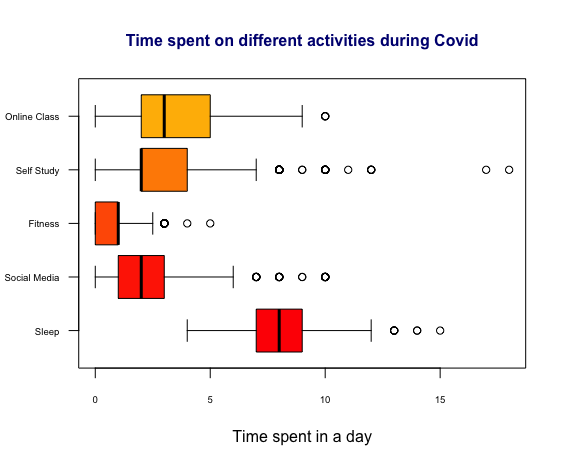 Time spent on different activities during Covid
Online Class
Self Study
Fitness
Social Media
Sleep
0 5 10 15
Time spent in a day